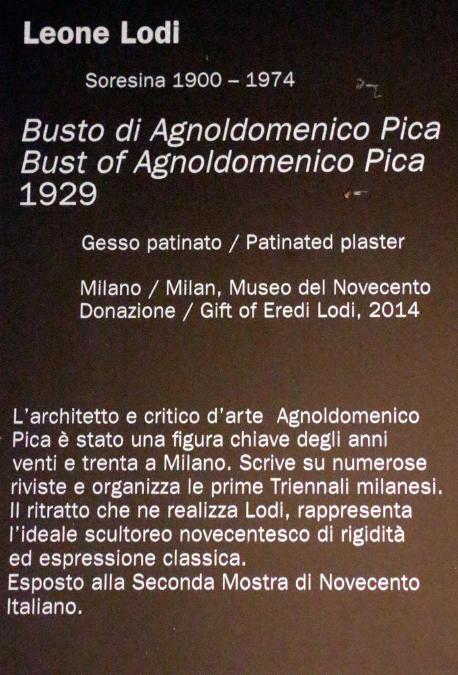 Leone Lodi
Soresina 1900 – 1974
Busto di Agnoldomenico Pica
Bust of Agnoldomenico Pica
1929
Gesso patinato / Patinated plaster
Milano / Milan, Museo del Novecento
Donazione / Gift of Eredi Lodi, 2014
L'architetto e critico d'arte  Agnoldomenico
Pica è stato una figura chiave degli anni
venti e trenta a Milano. Scrive su numerose
riviste e organizza le prime Triennali milanesi.
Il ritratto che ne realizza Lodi, rappresenta
l'ideale scultoreo novecentesco di rigidità
ed espressione classica.
Esposto alla Seconda Mostra di Novecento
Italiano.